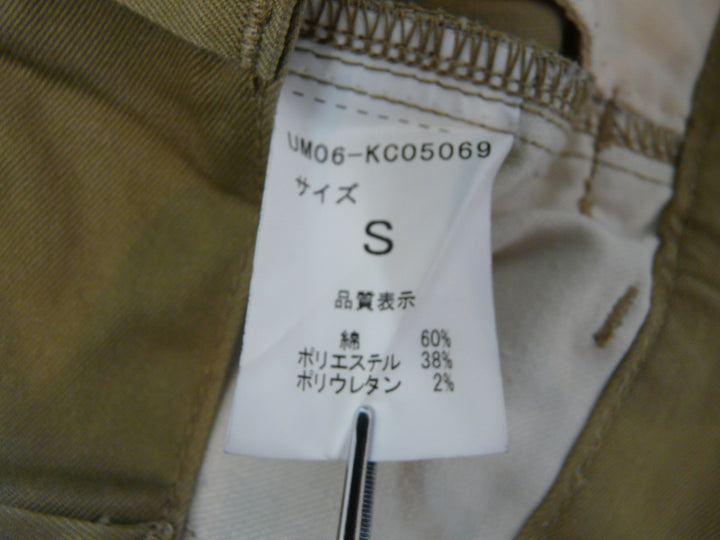 UM06-KC05069
サイズ
S
品質表示
綿 60%
ポリエステル 38%
ポリウレタン 2%